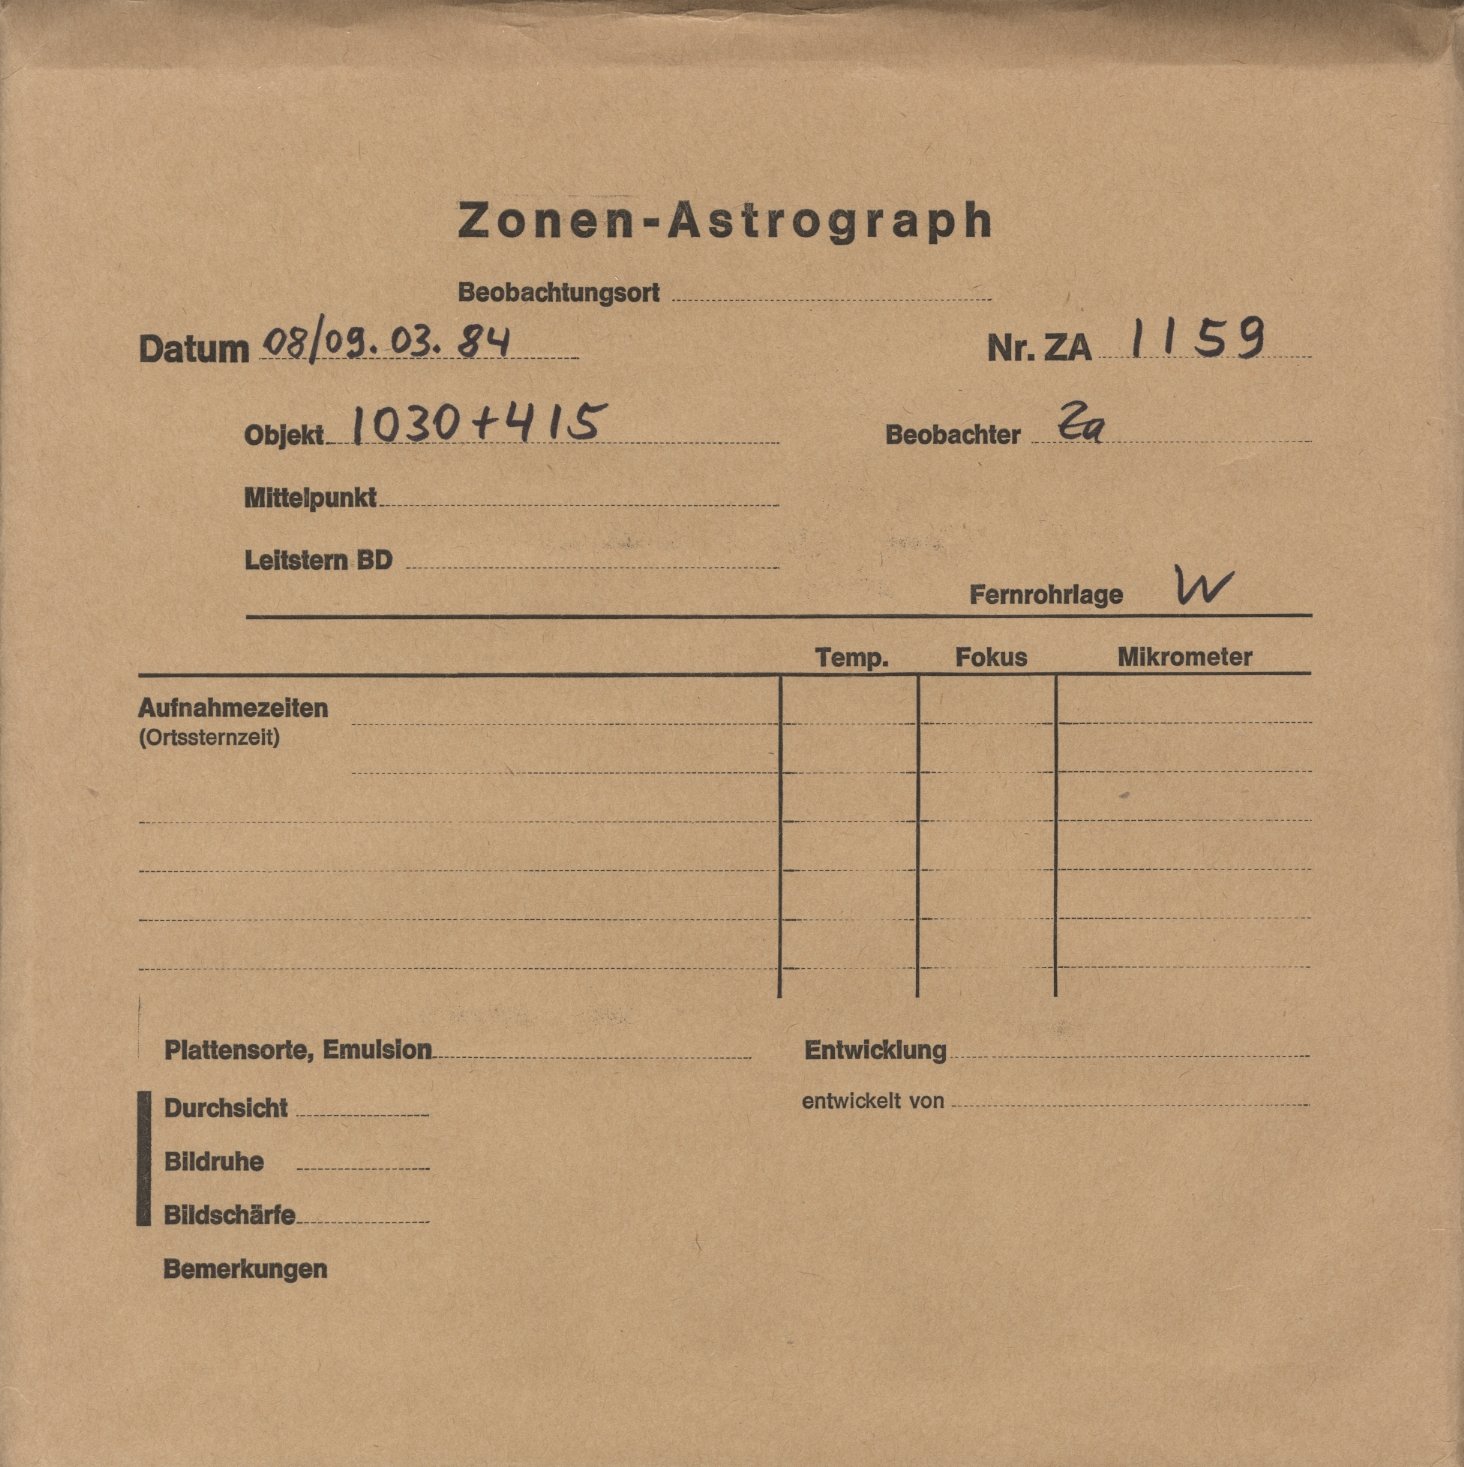 Zonen-Astrograph
Beobachtungsort
Datum 08/09. 03. 84 Nr. ZA 1159
Objekt 1030+415 Beobachter Za
Mittelpunkt
Leitstern BD
Fernrohrlage W
Temp. Fokus Mikrometer
Aufnahmezeiten
(Ortssternzeit)
Plattensorte, Emulsion Entwicklung
Durchsicht entwickelt von
Bildruhe
Bildschärfe
Bemerkungen